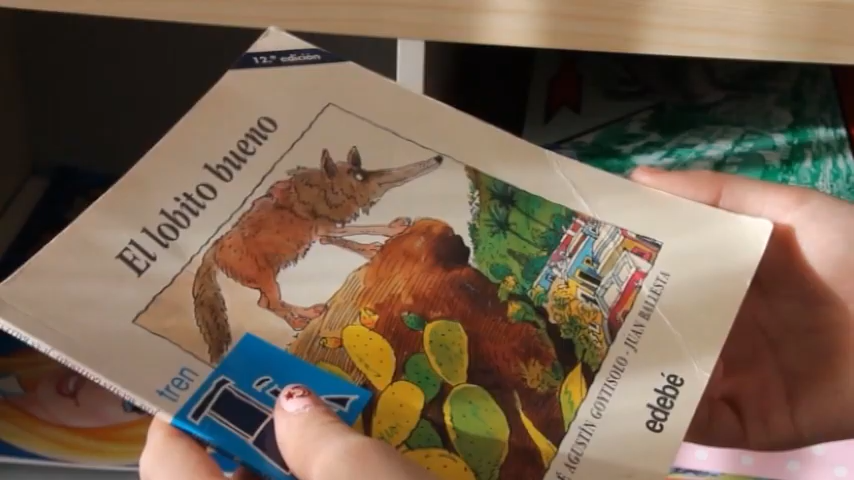 12.ª edición
El lobito bueno
AGUSTÍN GOYTISOLO - JUAN BALLESTA
edebé
tren